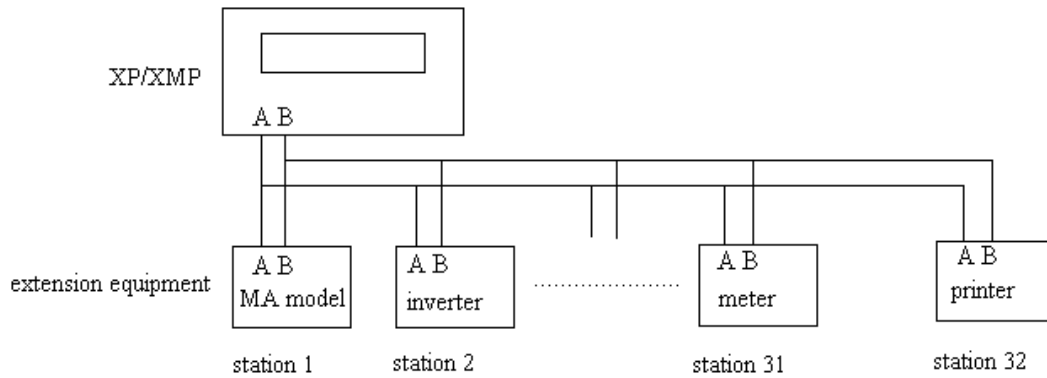 XP/XMP
A B
A B
A B
A B
A B
extension equipment
MA model
inverter
meter
printer
station 1
station 2
station 31
station 32